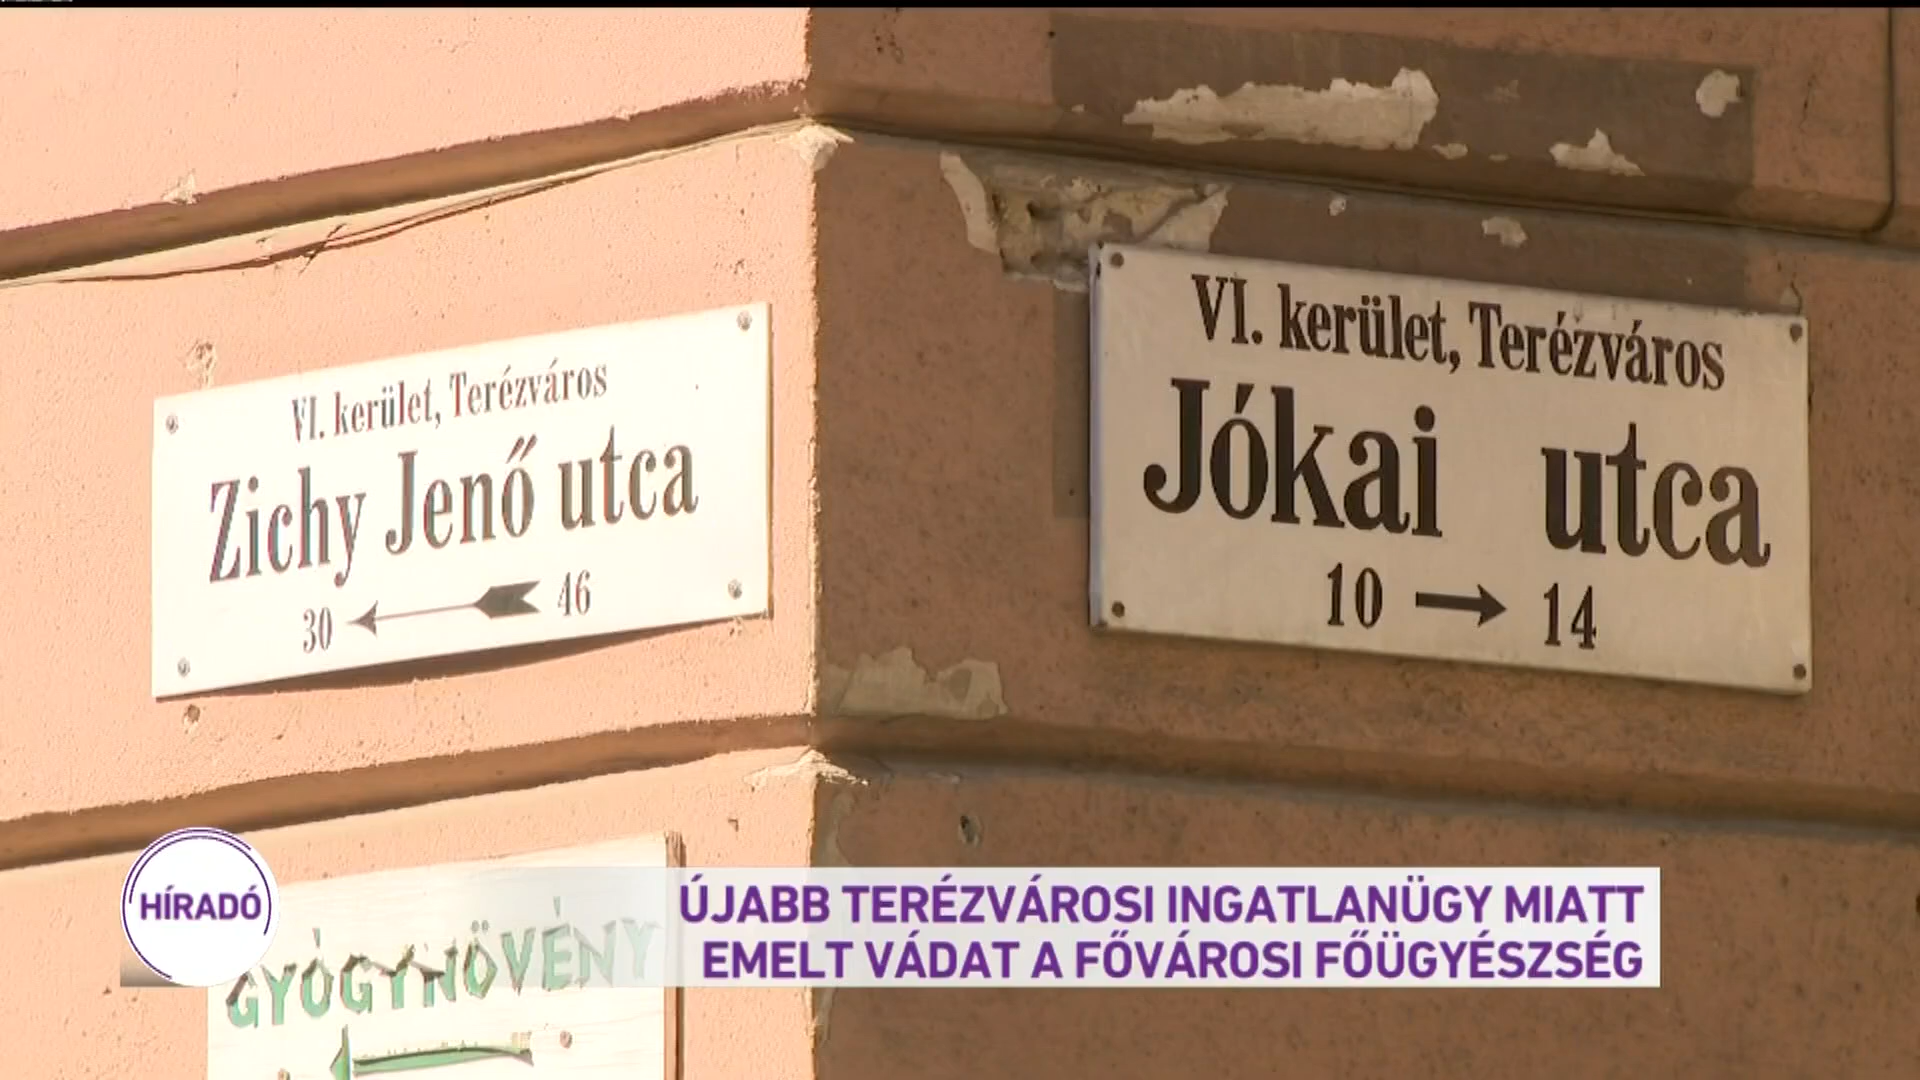 VI. kerület, Terézváros
Zichy Jenő utca
30 46
VI. kerület, Terézváros
Jókai utca
10 14
GYÓGYNÖVÉNY
HÍRADÓ
ÚJABB TERÉZVÁROSI INGATLANÜGY MIATT
EMELT VÁDAT A FŐVÁROSI FŐÜGYÉSZSÉG